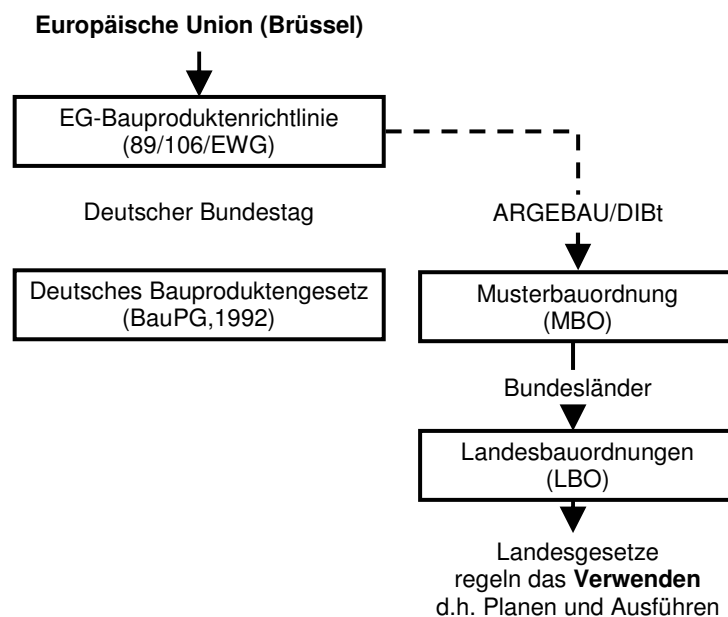 Europäische Union (Brüssel)
EG-Bauproduktenrichtlinie
(89/106/EWG)
Deutscher Bundestag
ARGEBAU/DIBt
Deutsches Bauproduktengesetz
(BauPG,1992)
Musterbauordnung
(MBO)
Bundesländer
Landesbauordnungen
(LBO)
Landesgesetze
regeln das Verwenden
d.h. Planen und Ausführen